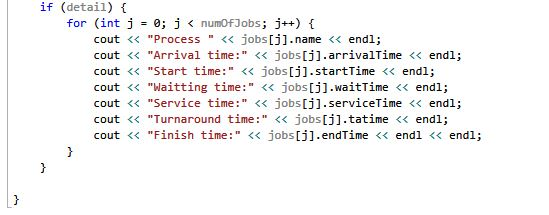 if (detail) {
for (int j = 0; j < numOfJobs; j++) {
cout << "Process " << jobs[j].name << endl;
cout << "Arrival time:" << jobs[j].arrivalTime << endl;
cout << "Start time:" << jobs[j].startTime << endl;
cout << "Waitting time:" << jobs[j].waitTime << endl;
cout << "Service time:" << jobs[j].serviceTime << endl;
cout << "Turnaround time:" << jobs[j].tatime << endl;
cout << "Finish time:" << jobs[j].endTime << endl << endl;
}
}
}